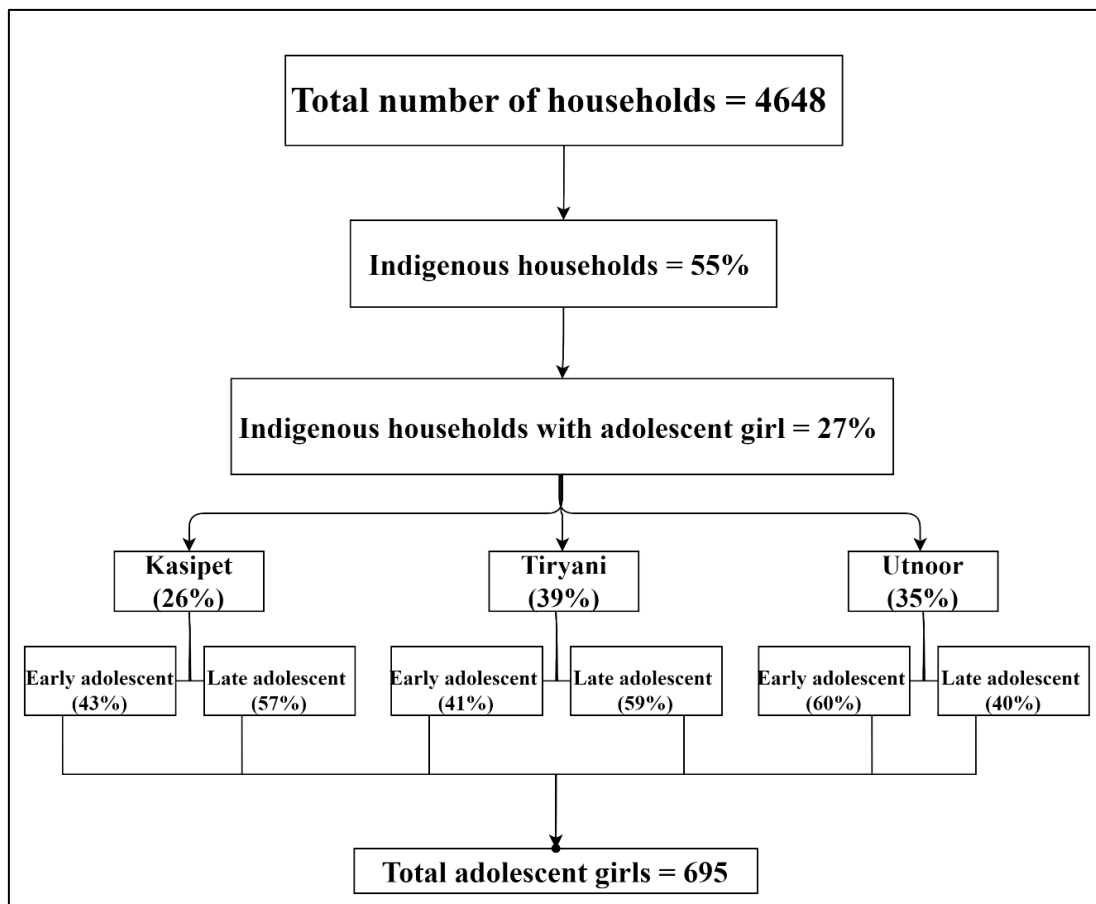 Total number of households = 4648
Indigenous households = 55%
Indigenous households with adolescent girl = 27%
Kasipet
(26%)
Tiryani
(39%)
Utnoor
(35%)
Early adolescent
(43%)
Late adolescent
(57%)
Early adolescent
(41%)
Late adolescent
(59%)
Early adolescent
(60%)
Late adolescent
(40%)
Total adolescent girls = 695